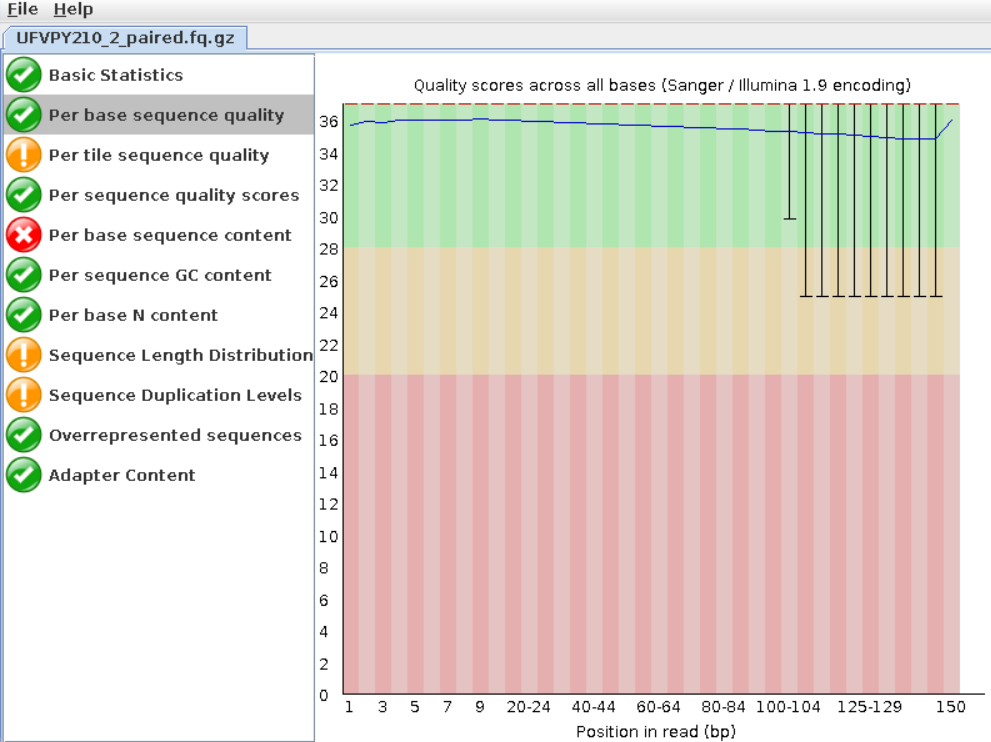 File Help
UFVPY210_2_paired.fq.gz
Basic Statistics
Per base sequence quality
Per tile sequence quality
Per sequence quality scores
Per base sequence content
Per sequence GC content
Per base N content
Sequence Length Distribution
Sequence Duplication Levels
Overrepresented sequences
Adapter Content
Quality scores across all bases (Sanger / Illumina 1.9 encoding)
36
34
32
30
28
26
24
22
20
18
16
14
12
10
8
6
4
2
0
1 3 5 7 9 20-24 40-44 60-64 80-84 100-104 125-129 150
Position in read (bp)